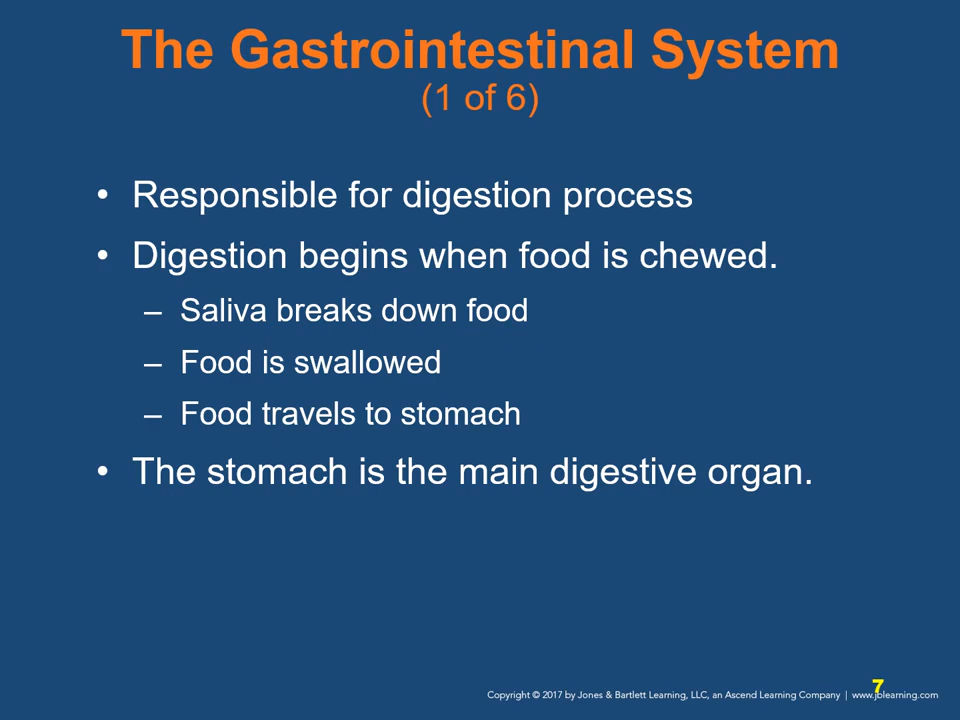 The Gastrointestinal System
(1 of 6)
• Responsible for digestion process
• Digestion begins when food is chewed.
– Saliva breaks down food
– Food is swallowed
– Food travels to stomach
• The stomach is the main digestive organ.
7
Copyright © 2017 by Jones & Bartlett Learning, LLC, an Ascend Learning Company | www.jblearning.com